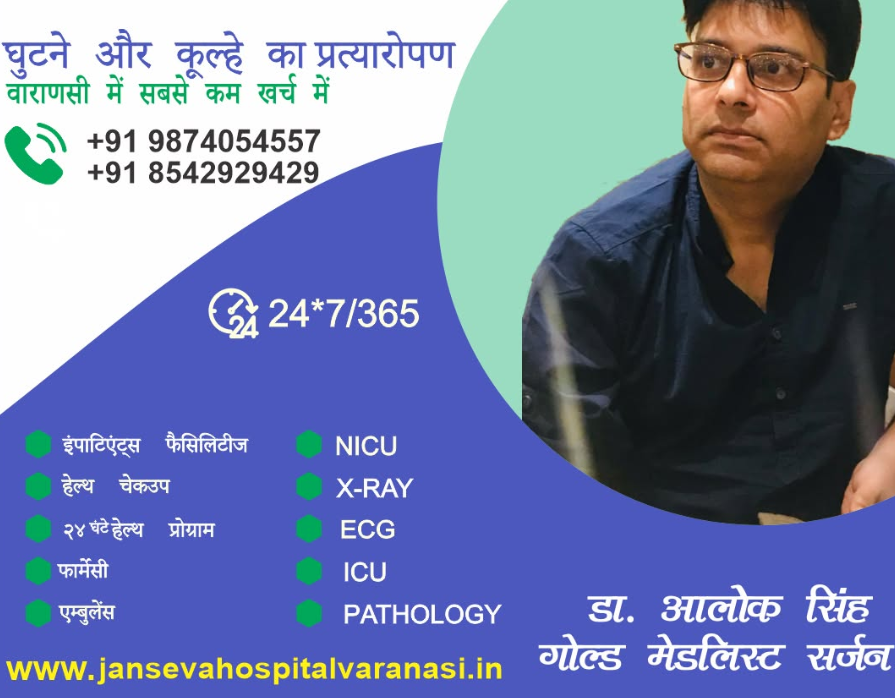 घुटने और कूल्हे का प्रत्यारोपण
वाराणसी में सबसे कम खर्च में
+91 9874054557
+91 8542929429
24 24*7/365
इंपाटिएंट्स फैसिलिटीज
हेल्थ चेकउप
२४ घंटे हेल्थ प्रोग्राम
फार्मेसी
एम्बुलेंस
NICU
X-RAY
ECG
ICU
PATHOLOGY
डा. आलोक सिंह
गोल्ड मेडलिस्ट सर्जन
www.jansevahospitalvaranasi.in